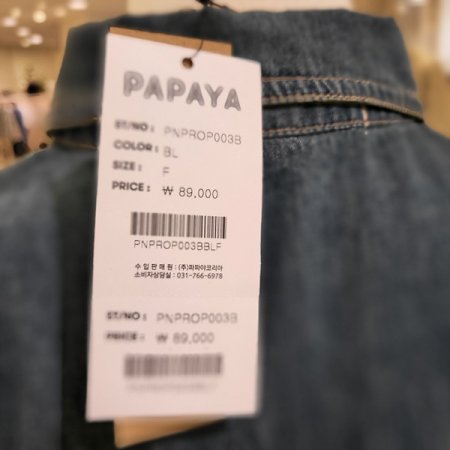 PAPAYA
ST/NO: PNPROP003B
COLOR: BL
SIZE: F
PRICE: ₩ 89,000
PNPROP003BBLF
수 입 판 매 원 : (주)파파야코리아
소비자상담실 : 031-766-6978
ST/NO: PNPROP003B
PRICE: ₩ 89,000